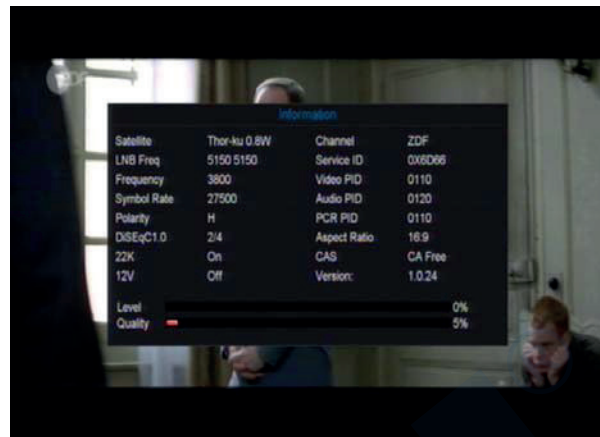 ZDF
Information
Satellite Thor-ku 0.8W Channel ZDF
LNB Freq 5150 5150 Service ID 0X6D66
Frequency 3800 Video PID 0110
Symbol Rate 27500 Audio PID 0120
Polarity H PCR PID 0110
DiSEqC1.0 2/4 Aspect Ratio 16:9
22K On CAS CA Free
12V Off Version: 1.0.24
Level 0%
Quality 5%